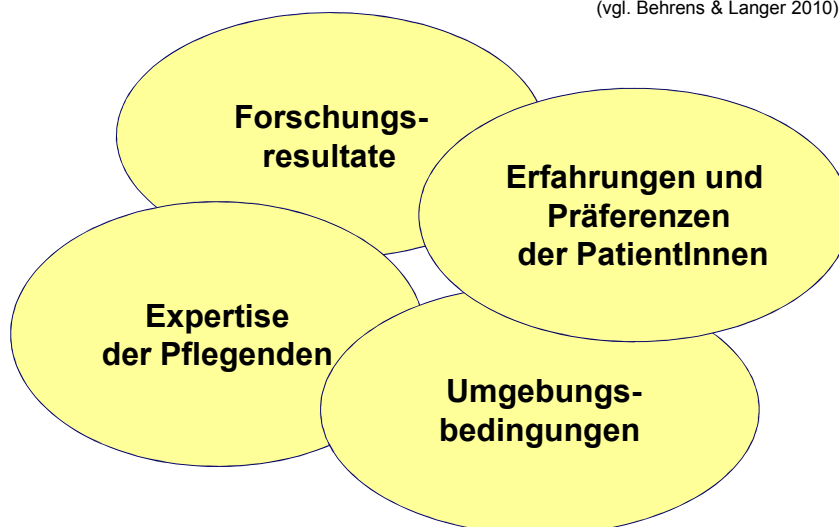 (vgl. Behrens & Langer 2010)
Forschungs-
resultate
Erfahrungen und
Präferenzen
der PatientInnen
Expertise
der Pflegenden
Umgebungs-
bedingungen